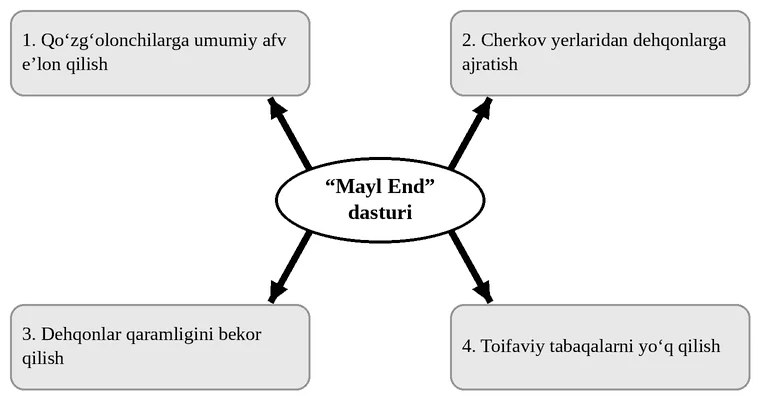 1. Qo‘zg‘olonchilarga umumiy afv
e’lon qilish
2. Cherkov yerlaridan dehqonlarga
ajratish
“Mayl End”
dasturi
3. Dehqonlar qaramligini bekor
qilish
4. Toifaviy tabaqalarni yo‘q qilish